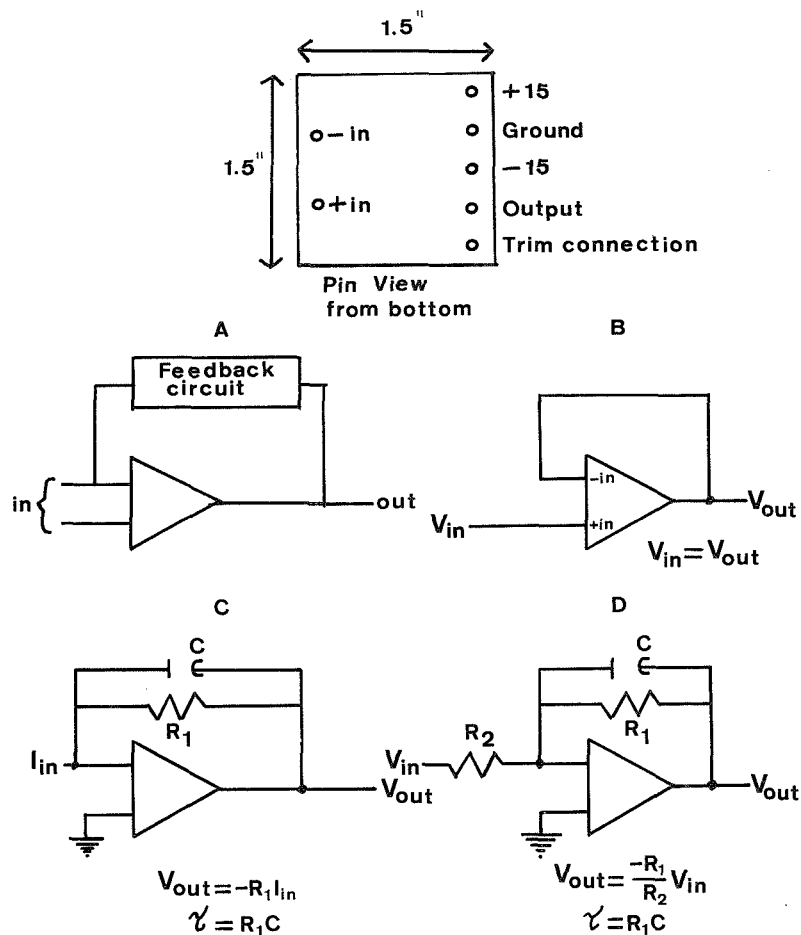 1.5"
1.5"
+15
Ground
−15
Output
Trim connection
−in
+in
Pin View
from bottom
A
Feedback
circuit
in
out
B
−in
+in
Vin
Vout
Vin=Vout
C
C
R1
Iin
Vout
Vout=−R1Iin
τ=R1C
D
C
R1
R2
Vin
Vout
Vout=−R1/R2 Vin
τ=R1C